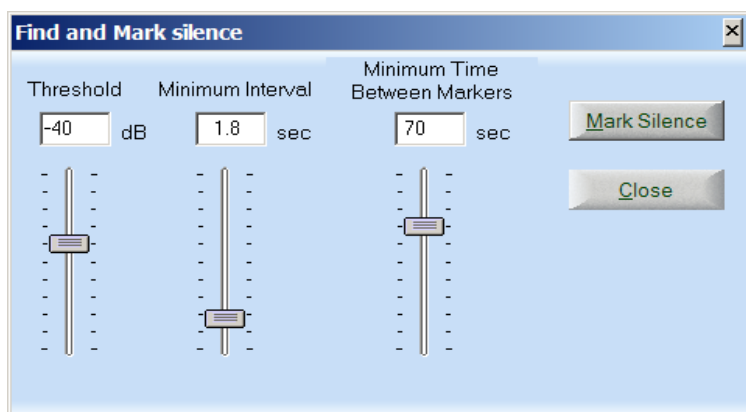 Find and Mark silence
Threshold
Minimum Interval
Minimum Time
Between Markers
-40 dB
1.8 sec
70 sec
Mark Silence
Close